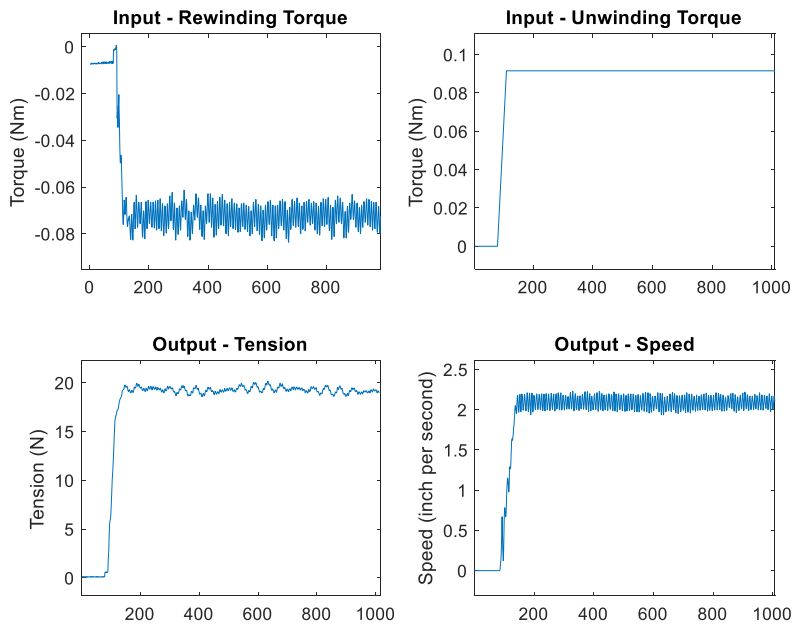 Input - Rewinding Torque
Torque (Nm)
0
-0.02
-0.04
-0.06
-0.08
0 200 400 600 800
Input - Unwinding Torque
Torque (Nm)
0.1
0.08
0.06
0.04
0.02
0
200 400 600 800 1000
Output - Tension
Tension (N)
20
15
10
5
0
200 400 600 800 1000
Output - Speed
Speed (inch per second)
2.5
2
1.5
1
0.5
0
200 400 600 800 1000